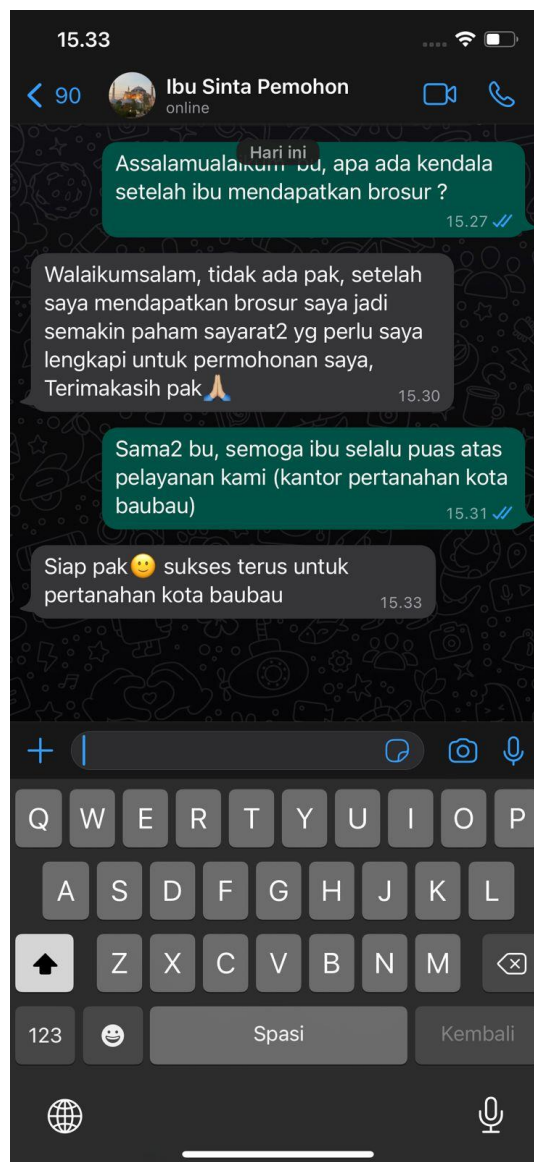 15.33
90
Ibu Sinta Pemohon
online
Hari ini
Assalamualaikum bu, apa ada kendala
setelah ibu mendapatkan brosur ?
15.27
Walaikumsalam, tidak ada pak, setelah
saya mendapatkan brosur saya jadi
semakin paham sayarat2 yg perlu saya
lengkapi untuk permohonan saya,
Terimakasih pak🙏🏼
15.30
Sama2 bu, semoga ibu selalu puas atas
pelayanan kami (kantor pertanahan kota
baubau)
15.31
Siap pak🙂 sukses terus untuk
pertanahan kota baubau
15.33
Q W E R T Y U I O P
A S D F G H J K L
Z X C V B N M
123 Spasi Kembali